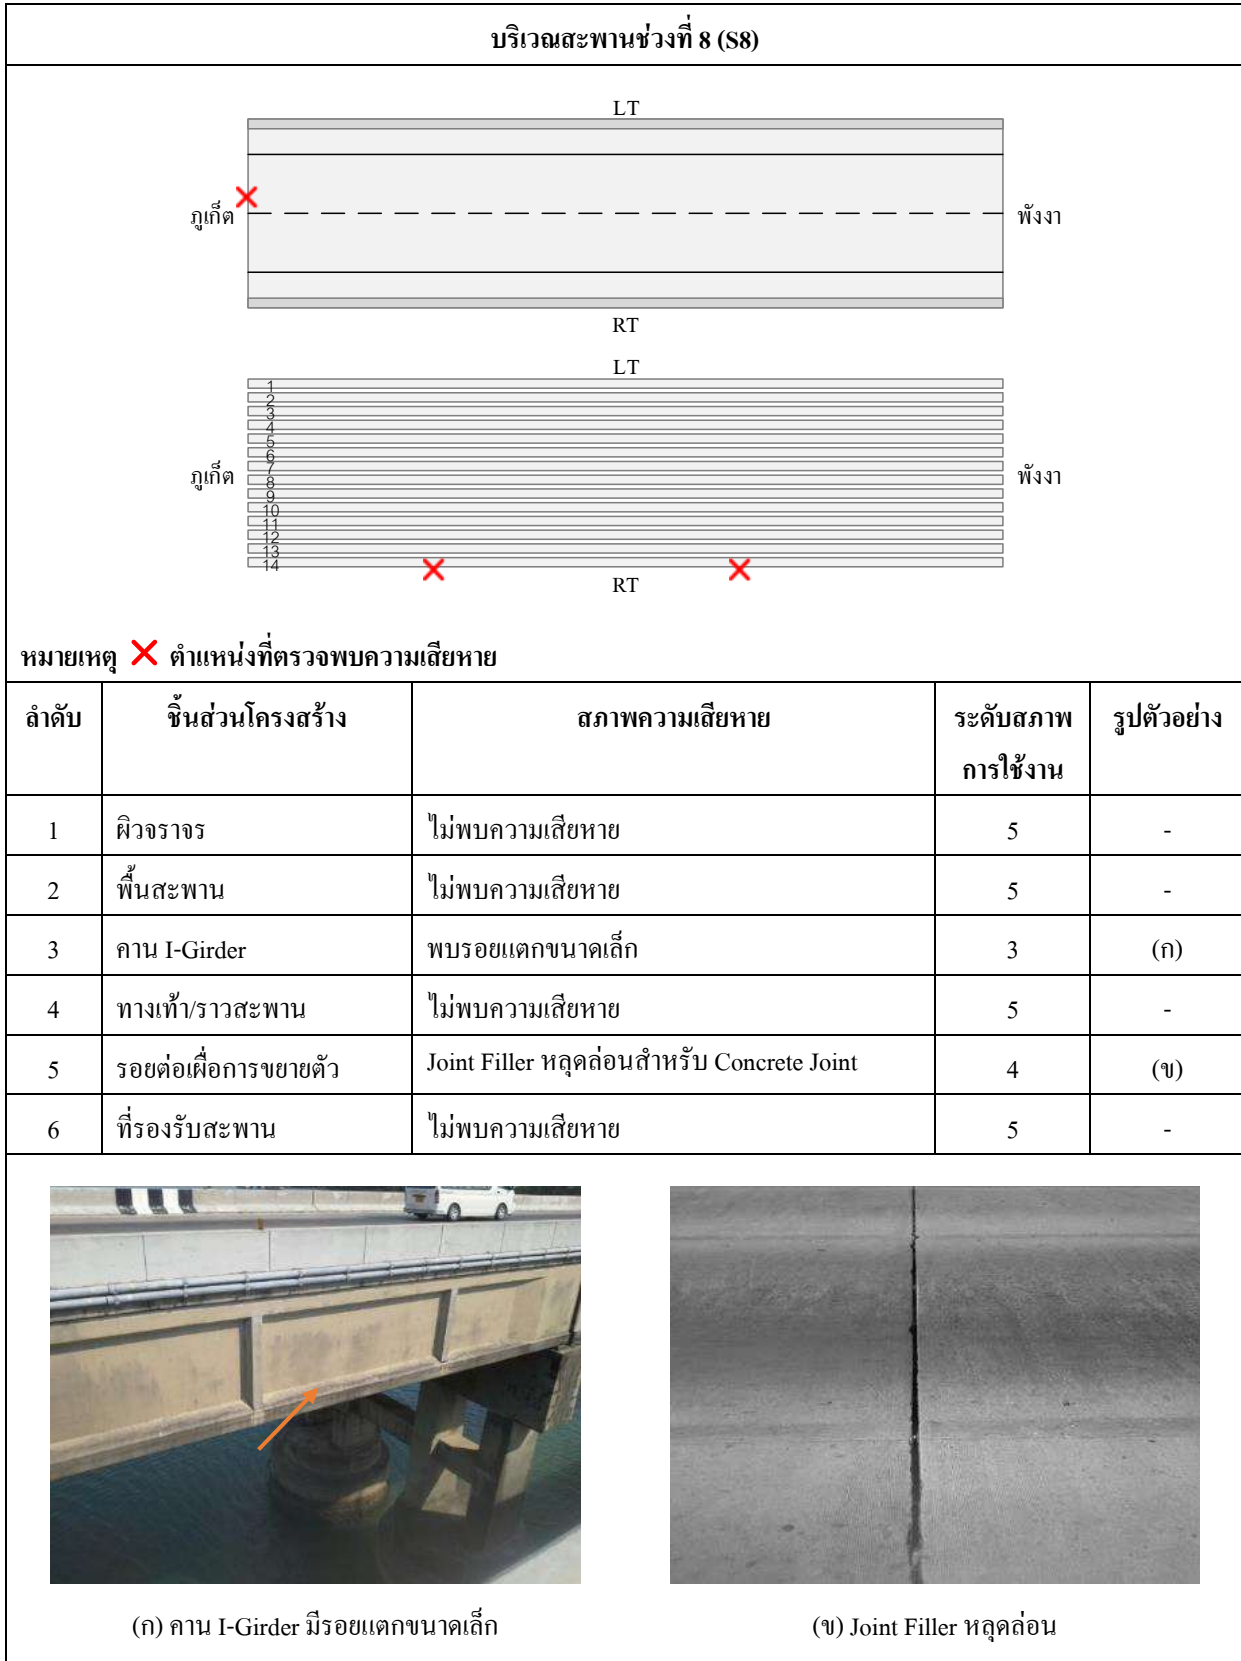 บริเวณสะพานช่วงที่ 8 (S8)
LT
ภูเก็ต
พังงา
RT
LT
1
2
3
4
5
6
7
8
9
10
11
12
13
14
ภูเก็ต
พังงา
RT
หมายเหตุ ตำแหน่งที่ตรวจพบความเสียหาย
ลำดับ ชิ้นส่วนโครงสร้าง สภาพความเสียหาย ระดับสภาพ รูปตัวอย่าง
การใช้งาน
1 ผิวจราจร ไม่พบความเสียหาย 5 -
2 พื้นสะพาน ไม่พบความเสียหาย 5 -
3 คาน I-Girder พบรอยแตกขนาดเล็ก 3 (ก)
4 ทางเท้า/ราวสะพาน ไม่พบความเสียหาย 5 -
5 รอยต่อเผื่อการขยายตัว Joint Filler หลุดล่อนสำหรับ Concrete Joint 4 (ข)
6 ที่รองรับสะพาน ไม่พบความเสียหาย 5 -
(ก) คาน I-Girder มีรอยแตกขนาดเล็ก
(ข) Joint Filler หลุดล่อน